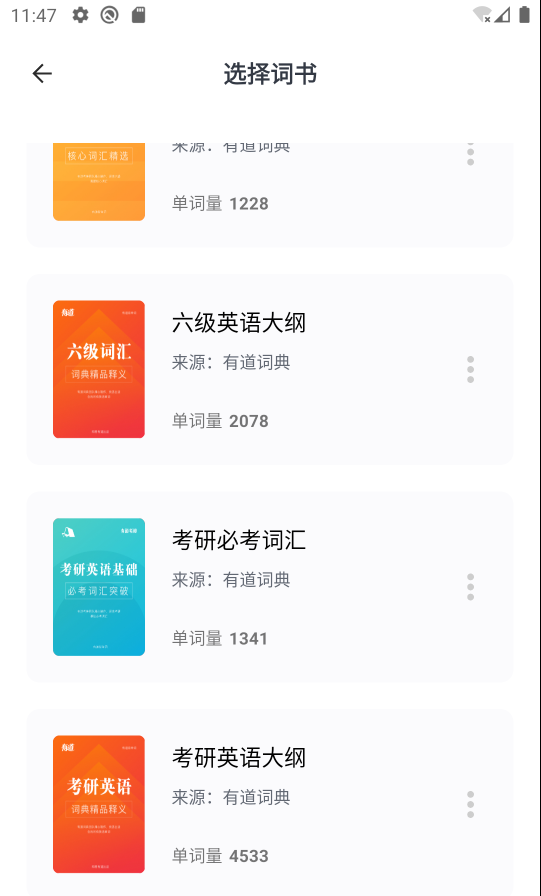 11:47
选择词书
核心词汇精选
来源：有道词典
单词量 1228
有道
六级词汇
词典精品释义
六级英语大纲
来源：有道词典
单词量 2078
考研英语基础
必考词汇突破
考研必考词汇
来源：有道词典
单词量 1341
有道
考研英语
词典精品释义
考研英语大纲
来源：有道词典
单词量 4533